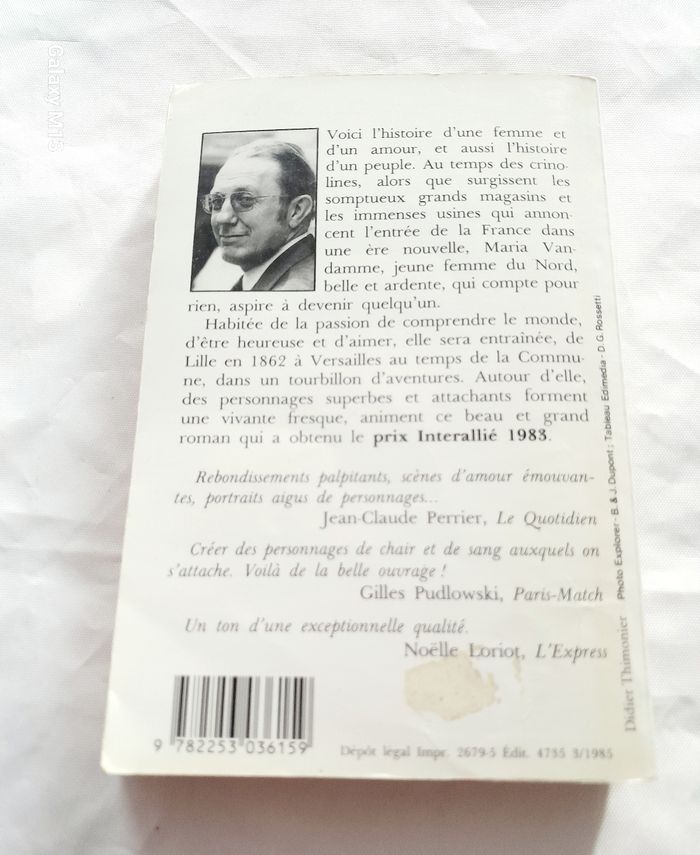 Galaxy M13
Voici l'histoire d'une femme et
d'un amour, et aussi l'histoire
d'un peuple. Au temps des crino-
lines, alors que surgissent les
somptueux grands magasins et
les immenses usines qui annon-
cent l'entrée de la France dans
une ère nouvelle, Maria Van-
damme, jeune femme du Nord,
belle et ardente, qui compte pour
rien, aspire à devenir quelqu'un.
Habitée de la passion de comprendre le monde,
d'être heureuse et d'aimer, elle sera entraînée, de
Lille en 1862 à Versailles au temps de la Commu-
ne, dans un tourbillon d'aventures. Autour d'elle,
des personnages superbes et attachants forment
une vivante fresque, animent ce beau et grand
roman qui a obtenu le prix Interallié 1983.
Rebondissements palpitants, scènes d'amour émouvan-
tes, portraits aigus de personnages...
Jean-Claude Perrier, Le Quotidien
Créer des personnages de chair et de sang auxquels on
s'attache. Voilà de la belle ouvrage !
Gilles Pudlowski, Paris-Match
Un ton d'une exceptionnelle qualité.
Noëlle Loriot, L'Express
9 782253 036159
Dépôt légal Impr. 2679-5 Édit. 4755 3/1985
Didier Thimonier
Photo Explorer - B. & J. Dupont ; Tableau Edimedia - D.G. Rossetti